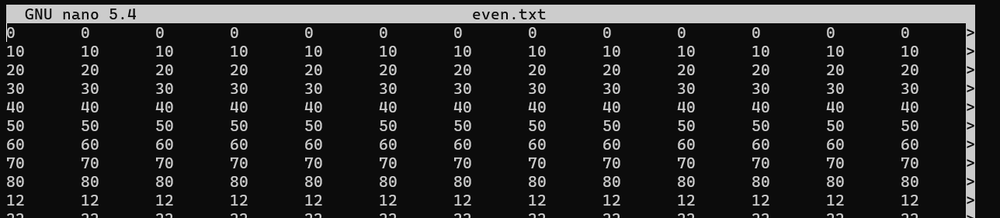 GNU nano 5.4 even.txt
0 0 0 0 0 0 0 0 0 0 0 0 0 >
10 10 10 10 10 10 10 10 10 10 10 10 10 >
20 20 20 20 20 20 20 20 20 20 20 20 20 >
30 30 30 30 30 30 30 30 30 30 30 30 30 >
40 40 40 40 40 40 40 40 40 40 40 40 40 >
50 50 50 50 50 50 50 50 50 50 50 50 50 >
60 60 60 60 60 60 60 60 60 60 60 60 60 >
70 70 70 70 70 70 70 70 70 70 70 70 70 >
80 80 80 80 80 80 80 80 80 80 80 80 80 >
12 12 12 12 12 12 12 12 12 12 12 12 12 >